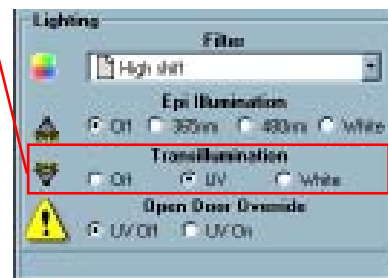 Lighting
Filter
High shift
Epi Illumination
Off 365nm 480nm White
Transillumination
Off UV White
Open Door Override
UV Off UV On